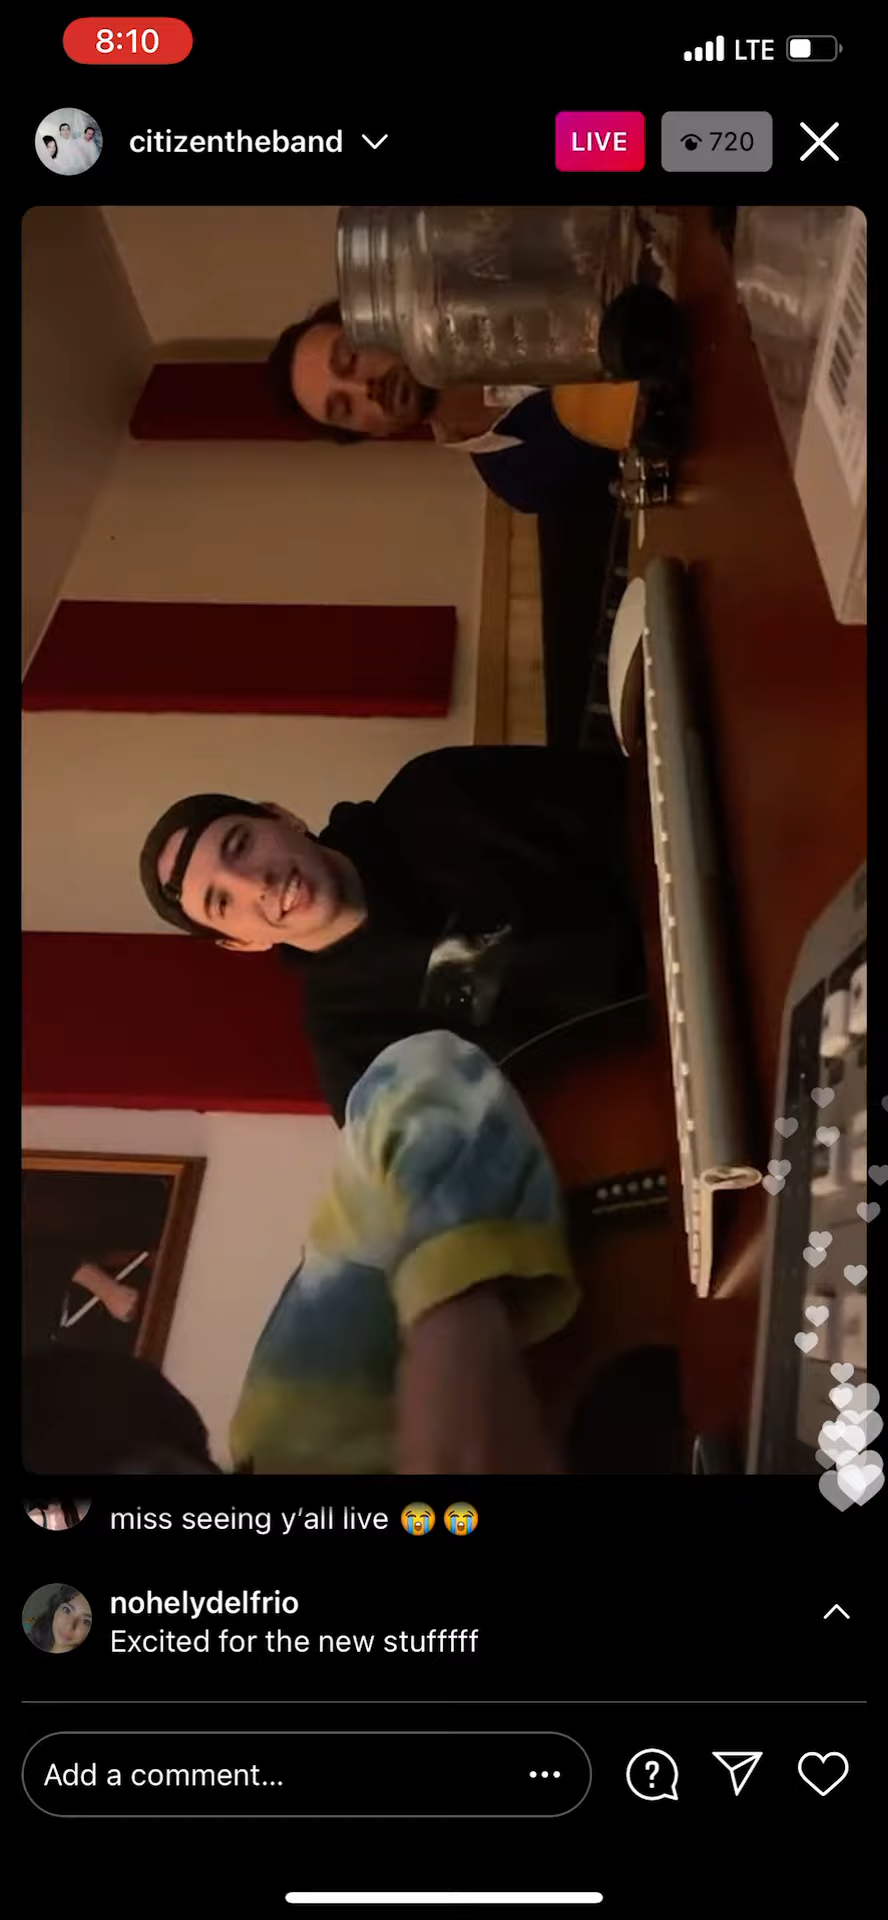 8:10
LTE
citizentheband
LIVE
720
miss seeing y'all live 😭😭
nohelydelfrio
Excited for the new stufffff
Add a comment...